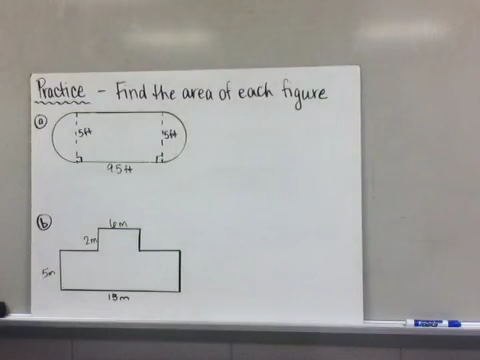 Practice - Find the area of each figure
a
5ft
5ft
9.5ft
b
6m
2m
5m
18m